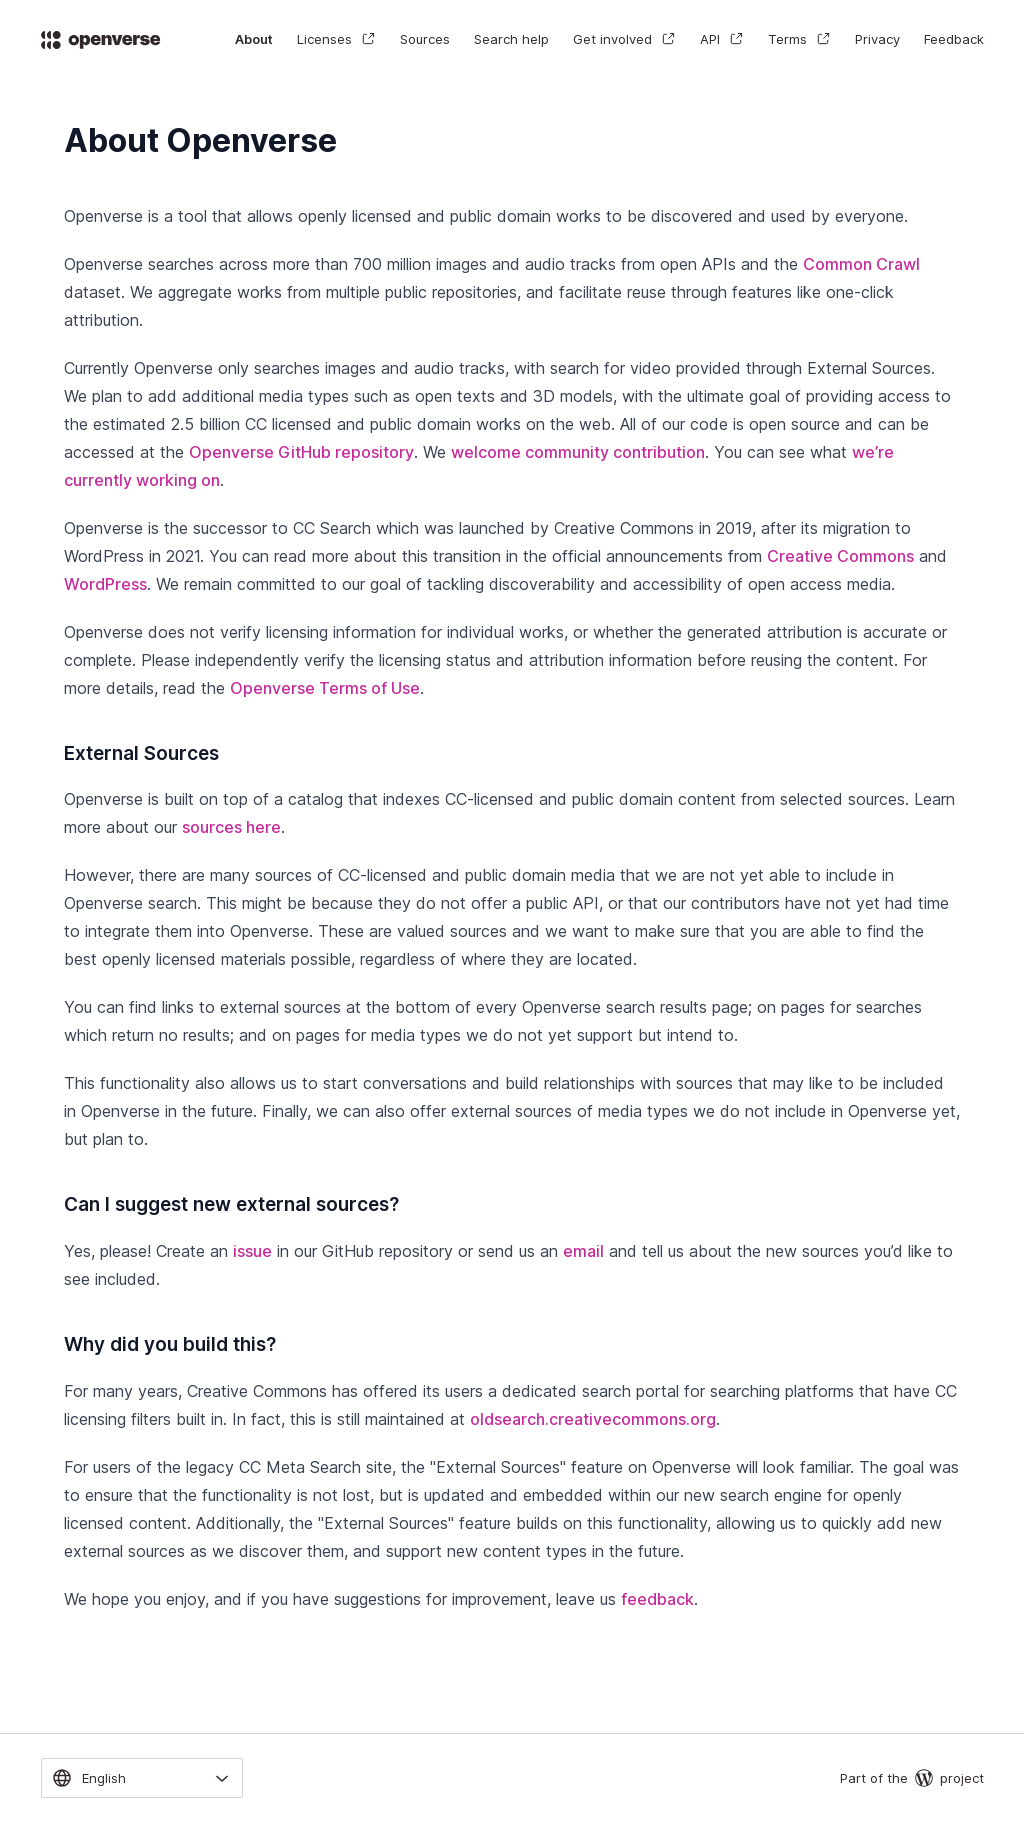 openverse
About Licenses Sources Search help Get involved API Terms Privacy Feedback
About Openverse
Openverse is a tool that allows openly licensed and public domain works to be discovered and used by everyone.
Openverse searches across more than 700 million images and audio tracks from open APIs and the Common Crawl
dataset. We aggregate works from multiple public repositories, and facilitate reuse through features like one-click
attribution.
Currently Openverse only searches images and audio tracks, with search for video provided through External Sources.
We plan to add additional media types such as open texts and 3D models, with the ultimate goal of providing access to
the estimated 2.5 billion CC licensed and public domain works on the web. All of our code is open source and can be
accessed at the Openverse GitHub repository. We welcome community contribution. You can see what we’re
currently working on.
Openverse is the successor to CC Search which was launched by Creative Commons in 2019, after its migration to
WordPress in 2021. You can read more about this transition in the official announcements from Creative Commons and
WordPress. We remain committed to our goal of tackling discoverability and accessibility of open access media.
Openverse does not verify licensing information for individual works, or whether the generated attribution is accurate or
complete. Please independently verify the licensing status and attribution information before reusing the content. For
more details, read the Openverse Terms of Use.
External Sources
Openverse is built on top of a catalog that indexes CC-licensed and public domain content from selected sources. Learn
more about our sources here.
However, there are many sources of CC-licensed and public domain media that we are not yet able to include in
Openverse search. This might be because they do not offer a public API, or that our contributors have not yet had time
to integrate them into Openverse. These are valued sources and we want to make sure that you are able to find the
best openly licensed materials possible, regardless of where they are located.
You can find links to external sources at the bottom of every Openverse search results page; on pages for searches
which return no results; and on pages for media types we do not yet support but intend to.
This functionality also allows us to start conversations and build relationships with sources that may like to be included
in Openverse in the future. Finally, we can also offer external sources of media types we do not include in Openverse yet,
but plan to.
Can I suggest new external sources?
Yes, please! Create an issue in our GitHub repository or send us an email and tell us about the new sources you’d like to
see included.
Why did you build this?
For many years, Creative Commons has offered its users a dedicated search portal for searching platforms that have CC
licensing filters built in. In fact, this is still maintained at oldsearch.creativecommons.org.
For users of the legacy CC Meta Search site, the "External Sources" feature on Openverse will look familiar. The goal was
to ensure that the functionality is not lost, but is updated and embedded within our new search engine for openly
licensed content. Additionally, the "External Sources" feature builds on this functionality, allowing us to quickly add new
external sources as we discover them, and support new content types in the future.
We hope you enjoy, and if you have suggestions for improvement, leave us feedback.
English
Part of the project